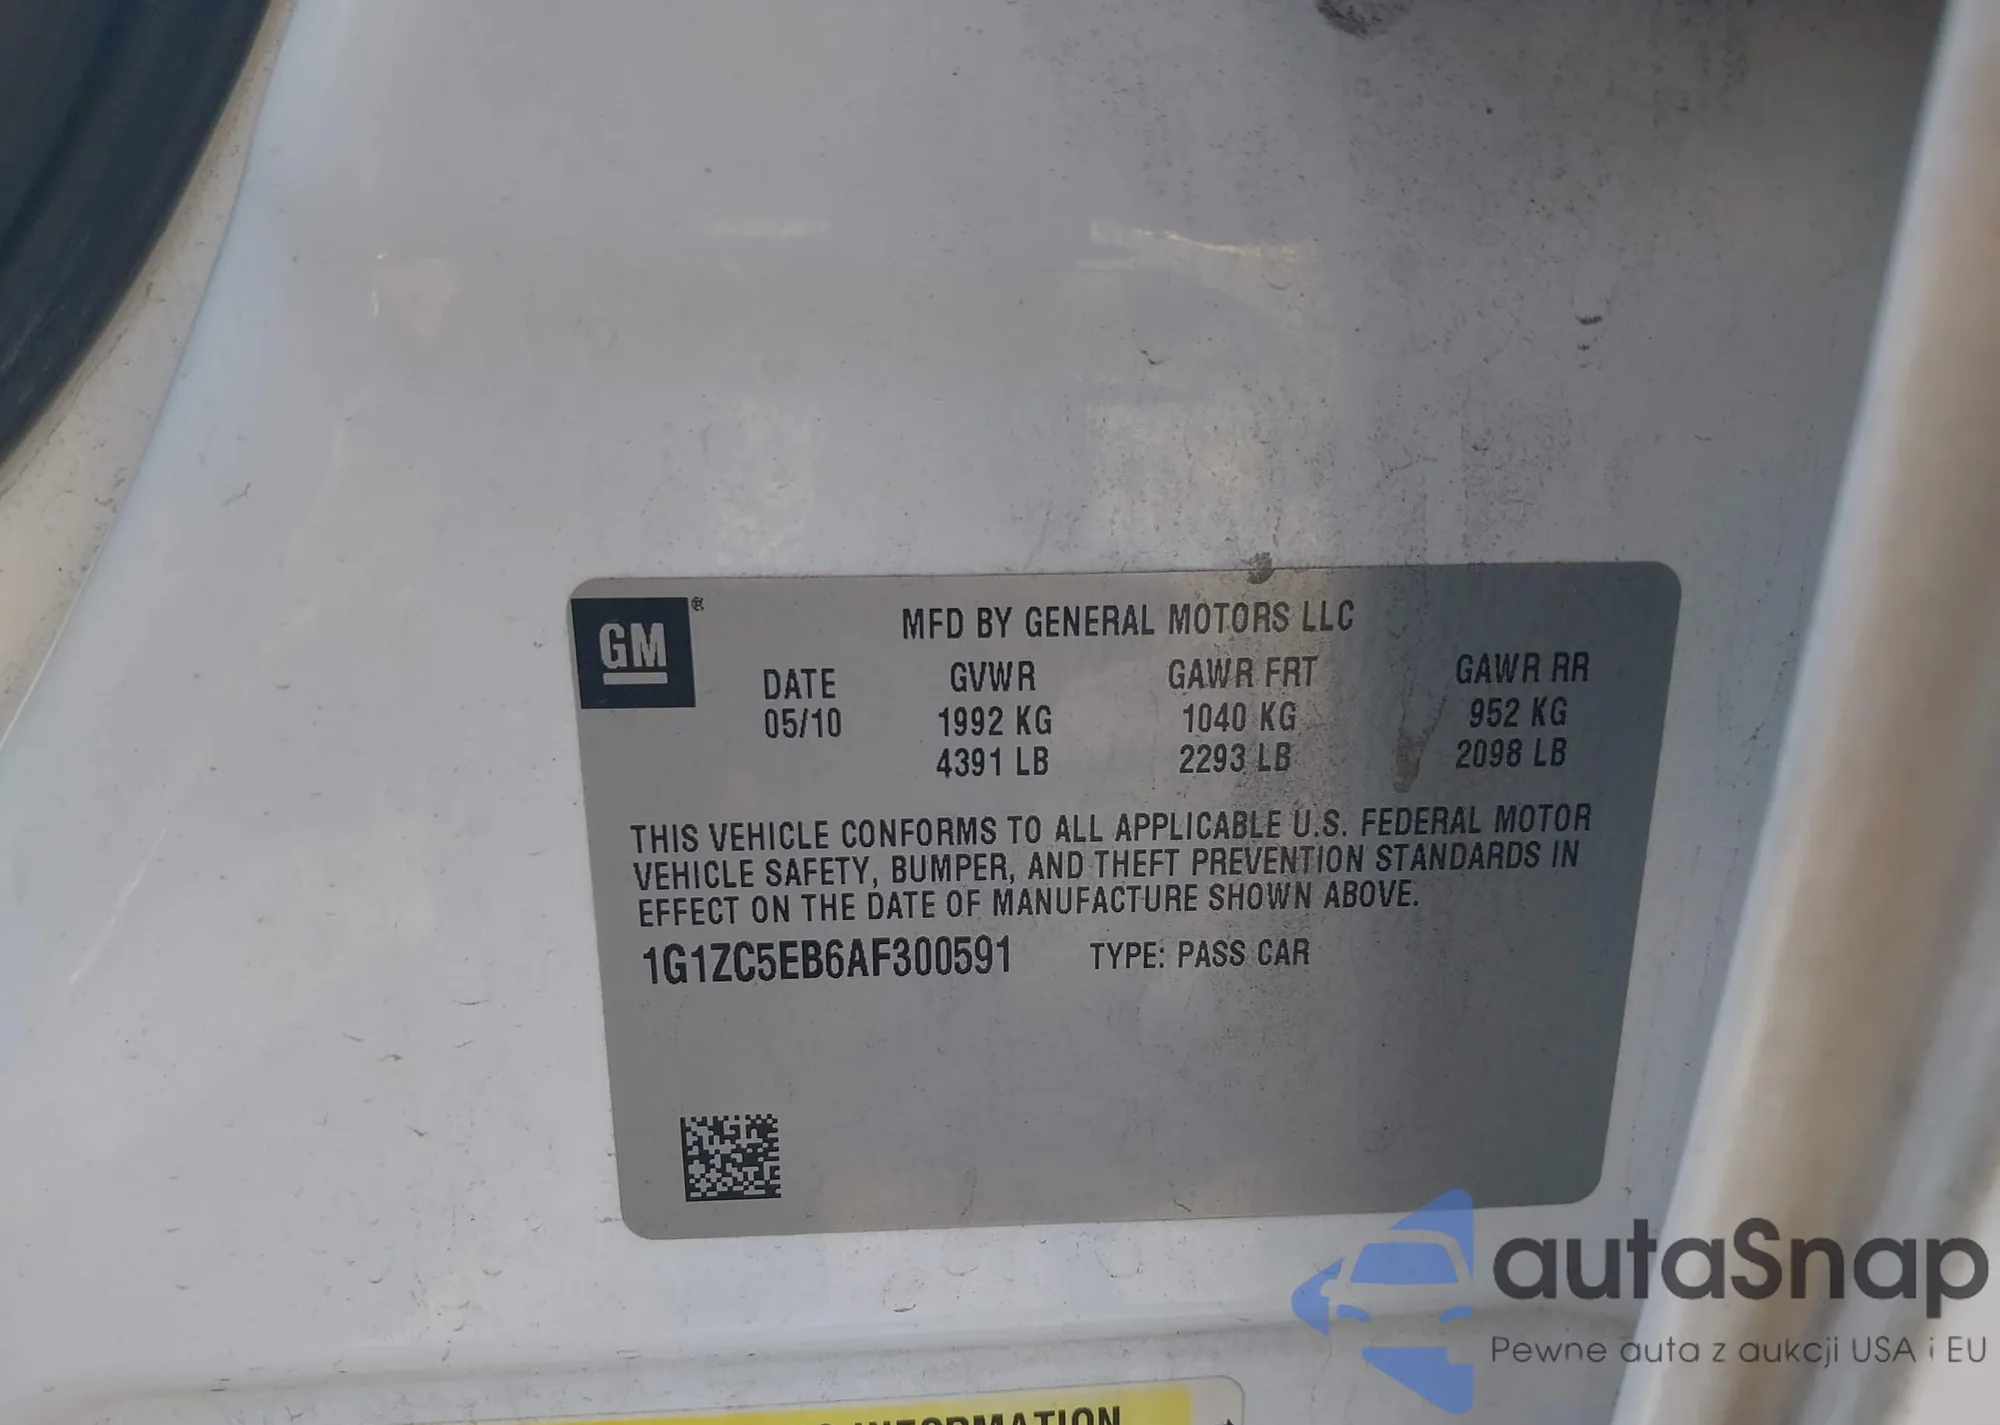 GM ®
MFD BY GENERAL MOTORS LLC
DATE GVWR GAWR FRT GAWR RR
05/10 1992 KG 1040 KG 952 KG
4391 LB 2293 LB 2098 LB
THIS VEHICLE CONFORMS TO ALL APPLICABLE U.S. FEDERAL MOTOR
VEHICLE SAFETY, BUMPER, AND THEFT PREVENTION STANDARDS IN
EFFECT ON THE DATE OF MANUFACTURE SHOWN ABOVE.
1G1ZC5EB6AF300591 TYPE: PASS CAR
autaSnap
Pewne auta z aukcji USA i EU
INFORMATION